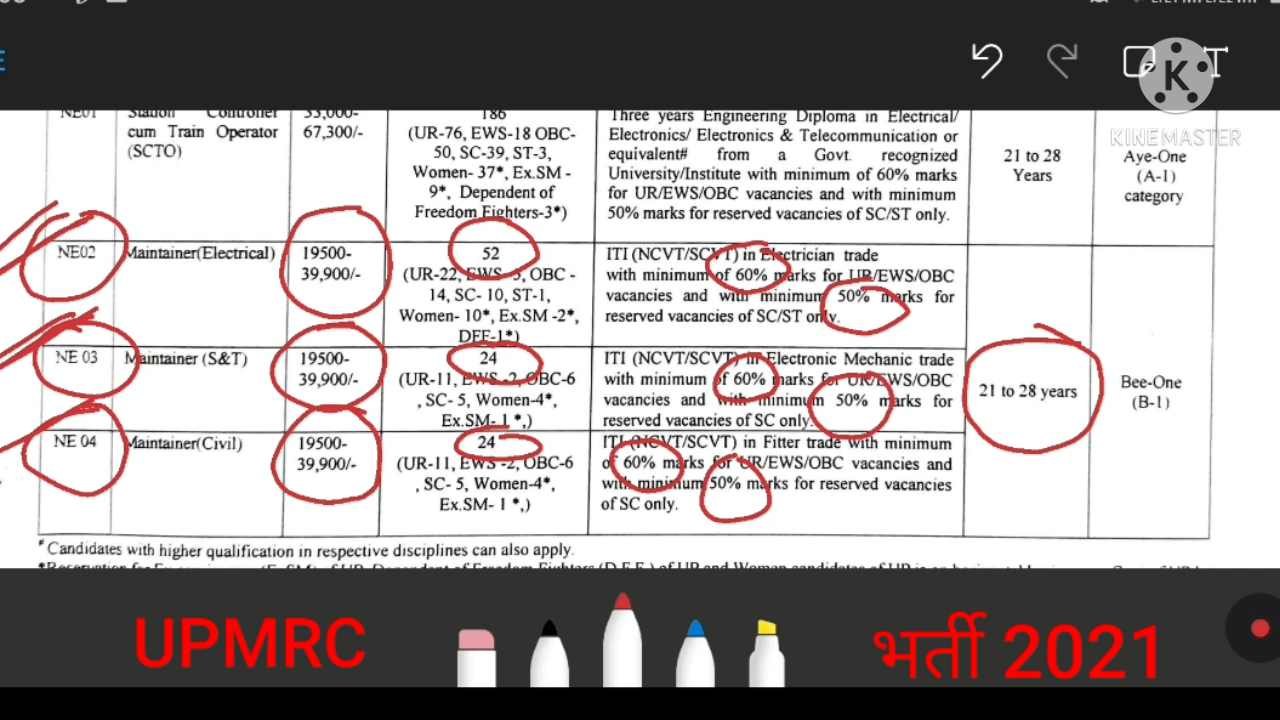 KINEMASTER
NE01 Station Controller 33,000- 186 Three years Engineering Diploma in Electrical/
cum Train Operator 67,300/- (UR-76, EWS-18 OBC- Electronics/ Electronics & Telecommunication or
(SCTO) 50, SC-39, ST-3, equivalent# from a Govt. recognized 21 to 28 Aye-One
Women- 37*, Ex.SM - University/Institute with minimum of 60% marks Years (A-1)
9*, Dependent of for UR/EWS/OBC vacancies and with minimum category
Freedom Fighters-3*) 50% marks for reserved vacancies of SC/ST only.
NE02 Maintainer(Electrical) 19500- 52 ITI (NCVT/SCVT) in Electrician trade
39,900/- (UR-22, EWS-5, OBC - with minimum of 60% marks for UR/EWS/OBC
14, SC- 10, ST-1, vacancies and with minimum 50% marks for
Women- 10*, Ex.SM -2*, reserved vacancies of SC/ST only.
DFF-1*)
NE 03 Maintainer (S&T) 19500- 24 ITI (NCVT/SCVT) in Electronic Mechanic trade
39,900/- (UR-11, EWS -2, OBC-6 with minimum of 60% marks for UR/EWS/OBC 21 to 28 years Bee-One
, SC- 5, Women-4*, vacancies and with minimum 50% marks for (B-1)
Ex.SM- 1 *,) reserved vacancies of SC only.
NE 04 Maintainer(Civil) 19500- 24 ITI (NCVT/SCVT) in Fitter trade with minimum
39,900/- (UR-11, EWS -2, OBC-6 of 60% marks for UR/EWS/OBC vacancies and
, SC- 5, Women-4*, with minimum 50% marks for reserved vacancies
Ex.SM- 1 *,) of SC only.
#Candidates with higher qualification in respective disciplines can also apply.
UPMRC भर्ती 2021